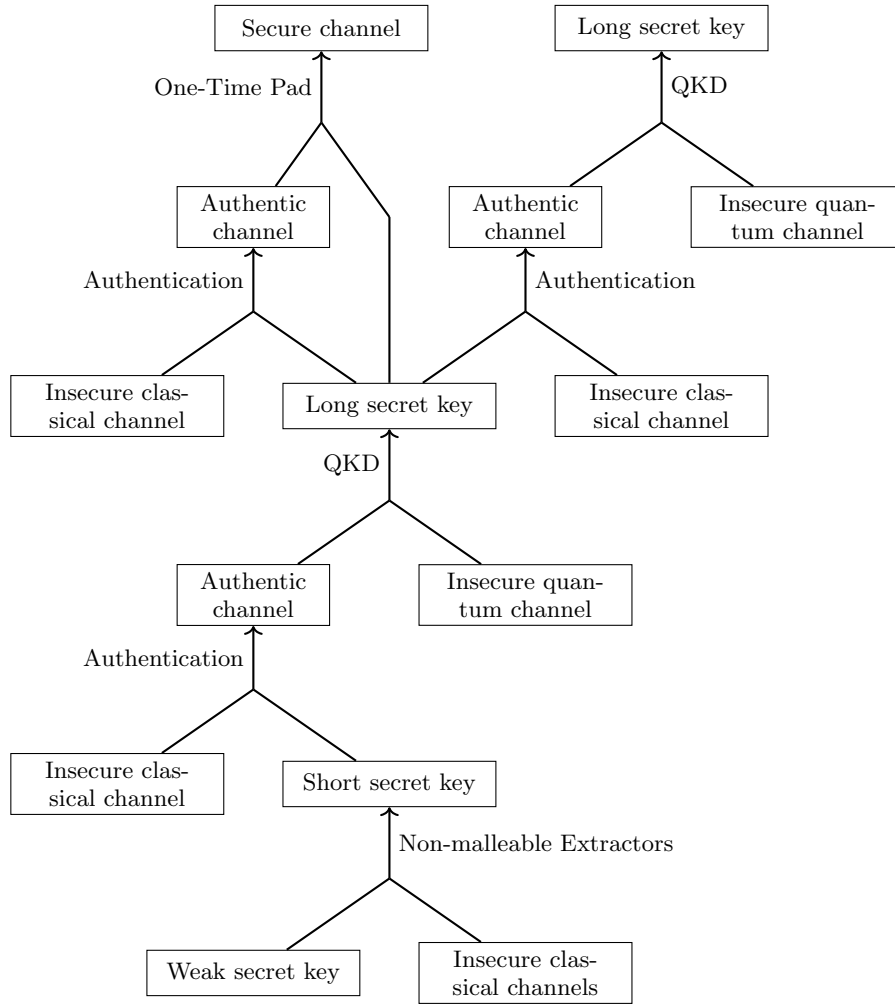 Secure channel
Long secret key
One-Time Pad
QKD
Authentic
channel
Authentic
channel
Insecure quan-
tum channel
Authentication
Authentication
Insecure clas-
sical channel
Long secret key
Insecure clas-
sical channel
QKD
Authentic
channel
Insecure quan-
tum channel
Authentication
Insecure clas-
sical channel
Short secret key
Non-malleable Extractors
Weak secret key
Insecure clas-
sical channels